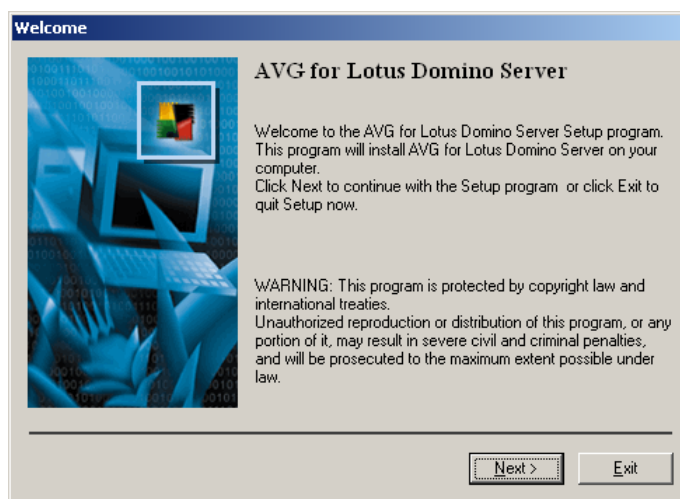 Welcome
AVG for Lotus Domino Server
Welcome to the AVG for Lotus Domino Server Setup program.
This program will install AVG for Lotus Domino Server on your
computer.
Click Next to continue with the Setup program or click Exit to
quit Setup now.
WARNING: This program is protected by copyright law and
international treaties.
Unauthorized reproduction or distribution of this program, or any
portion of it, may result in severe civil and criminal penalties,
and will be prosecuted to the maximum extent possible under
law.
Next >
Exit